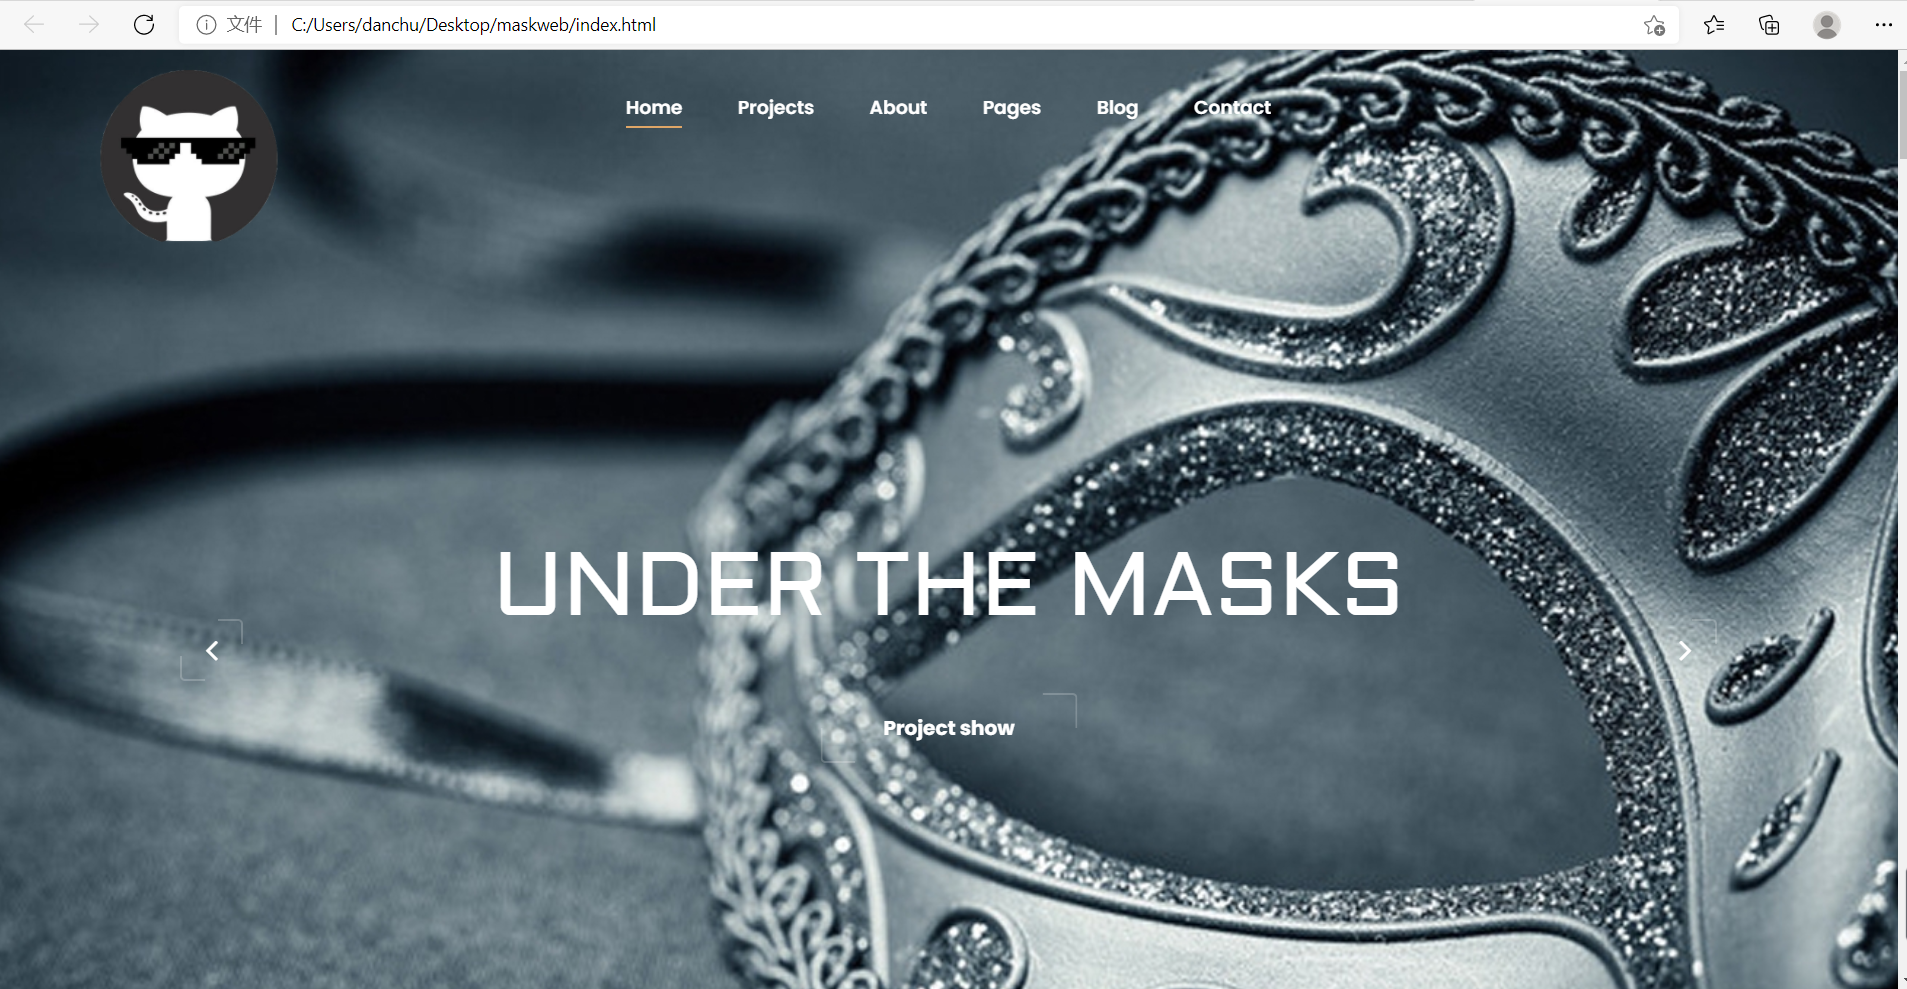 文件 C:/Users/danchu/Desktop/maskweb/index.html
Home Projects About Pages Blog Contact
UNDER THE MASKS
Project show